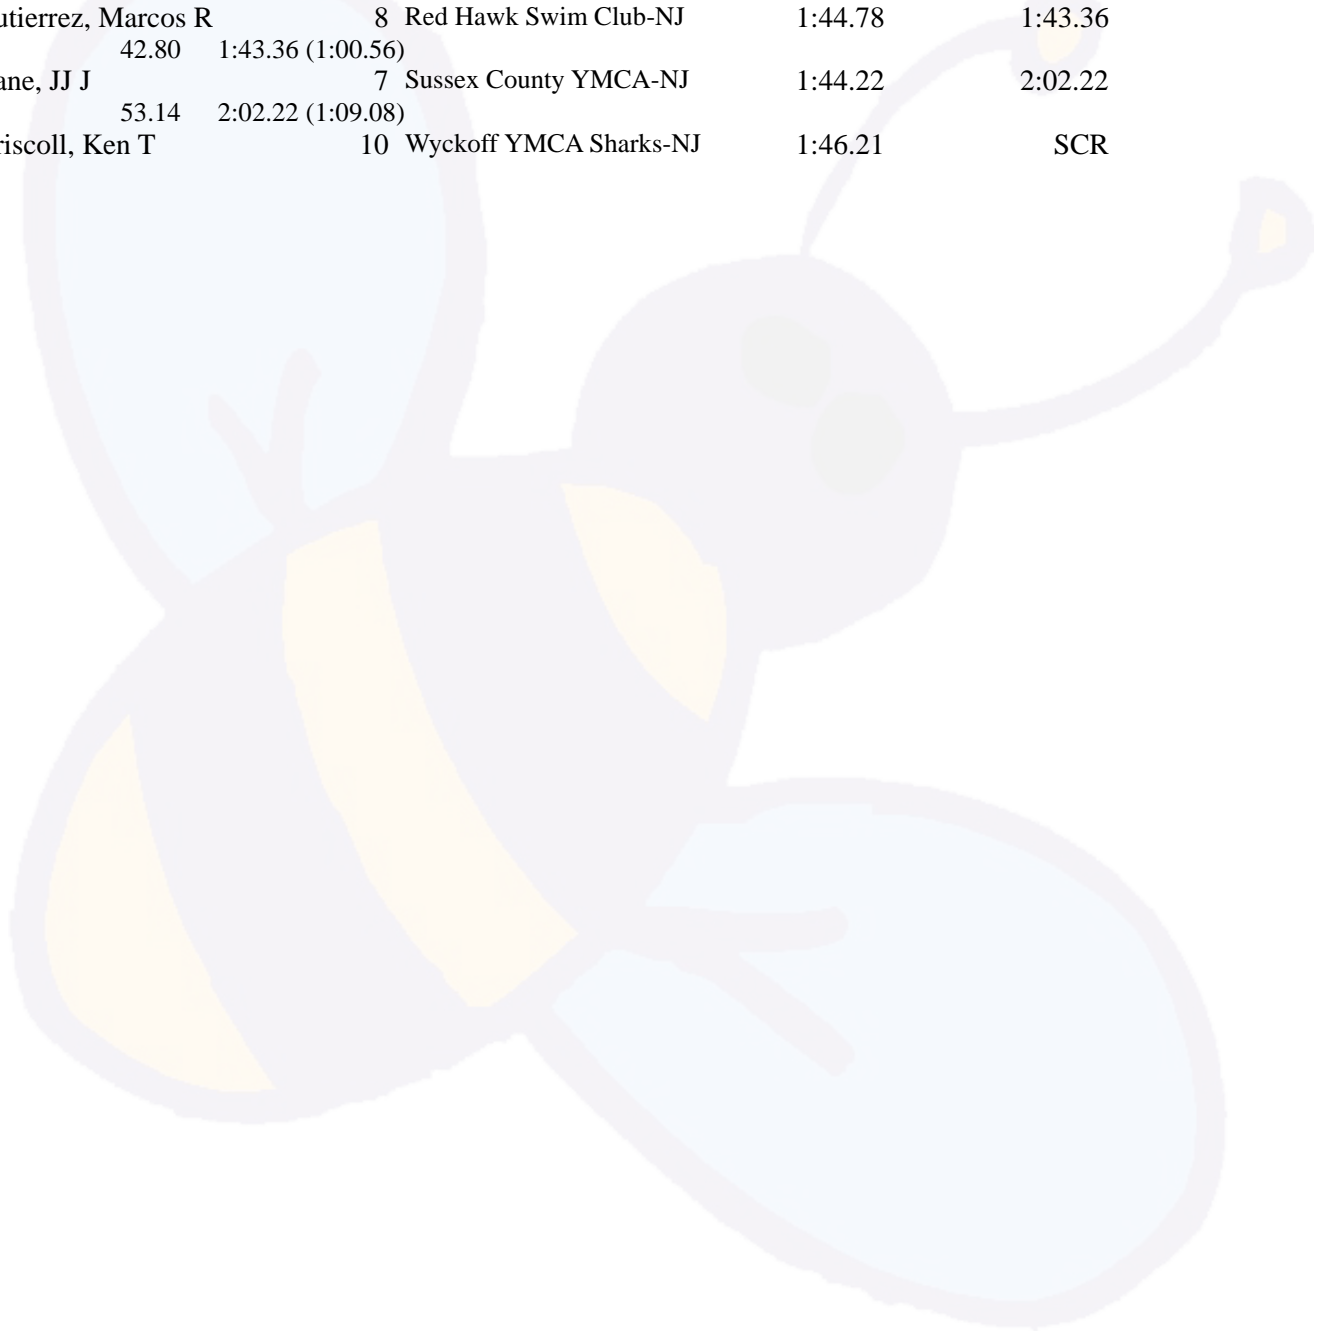 utierrez, Marcos R 8 Red Hawk Swim Club-NJ 1:44.78 1:43.36
42.80 1:43.36 (1:00.56)
ane, JJ J 7 Sussex County YMCA-NJ 1:44.22 2:02.22
53.14 2:02.22 (1:09.08)
riscoll, Ken T 10 Wyckoff YMCA Sharks-NJ 1:46.21 SCR